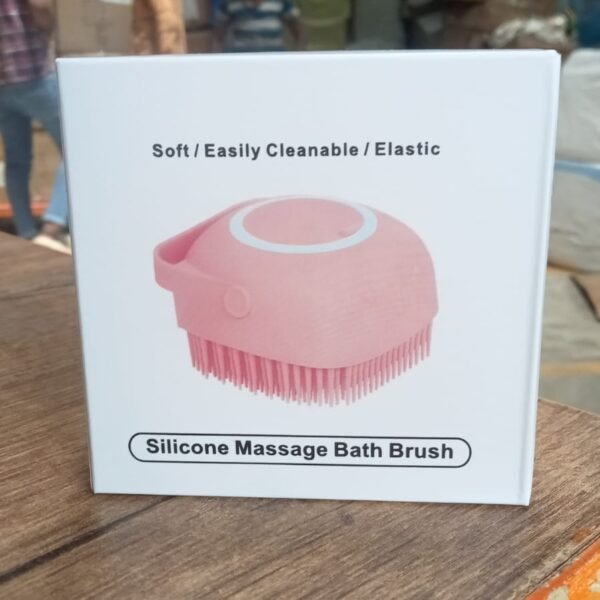 Soft / Easily Cleanable / Elastic
Silicone Massage Bath Brush